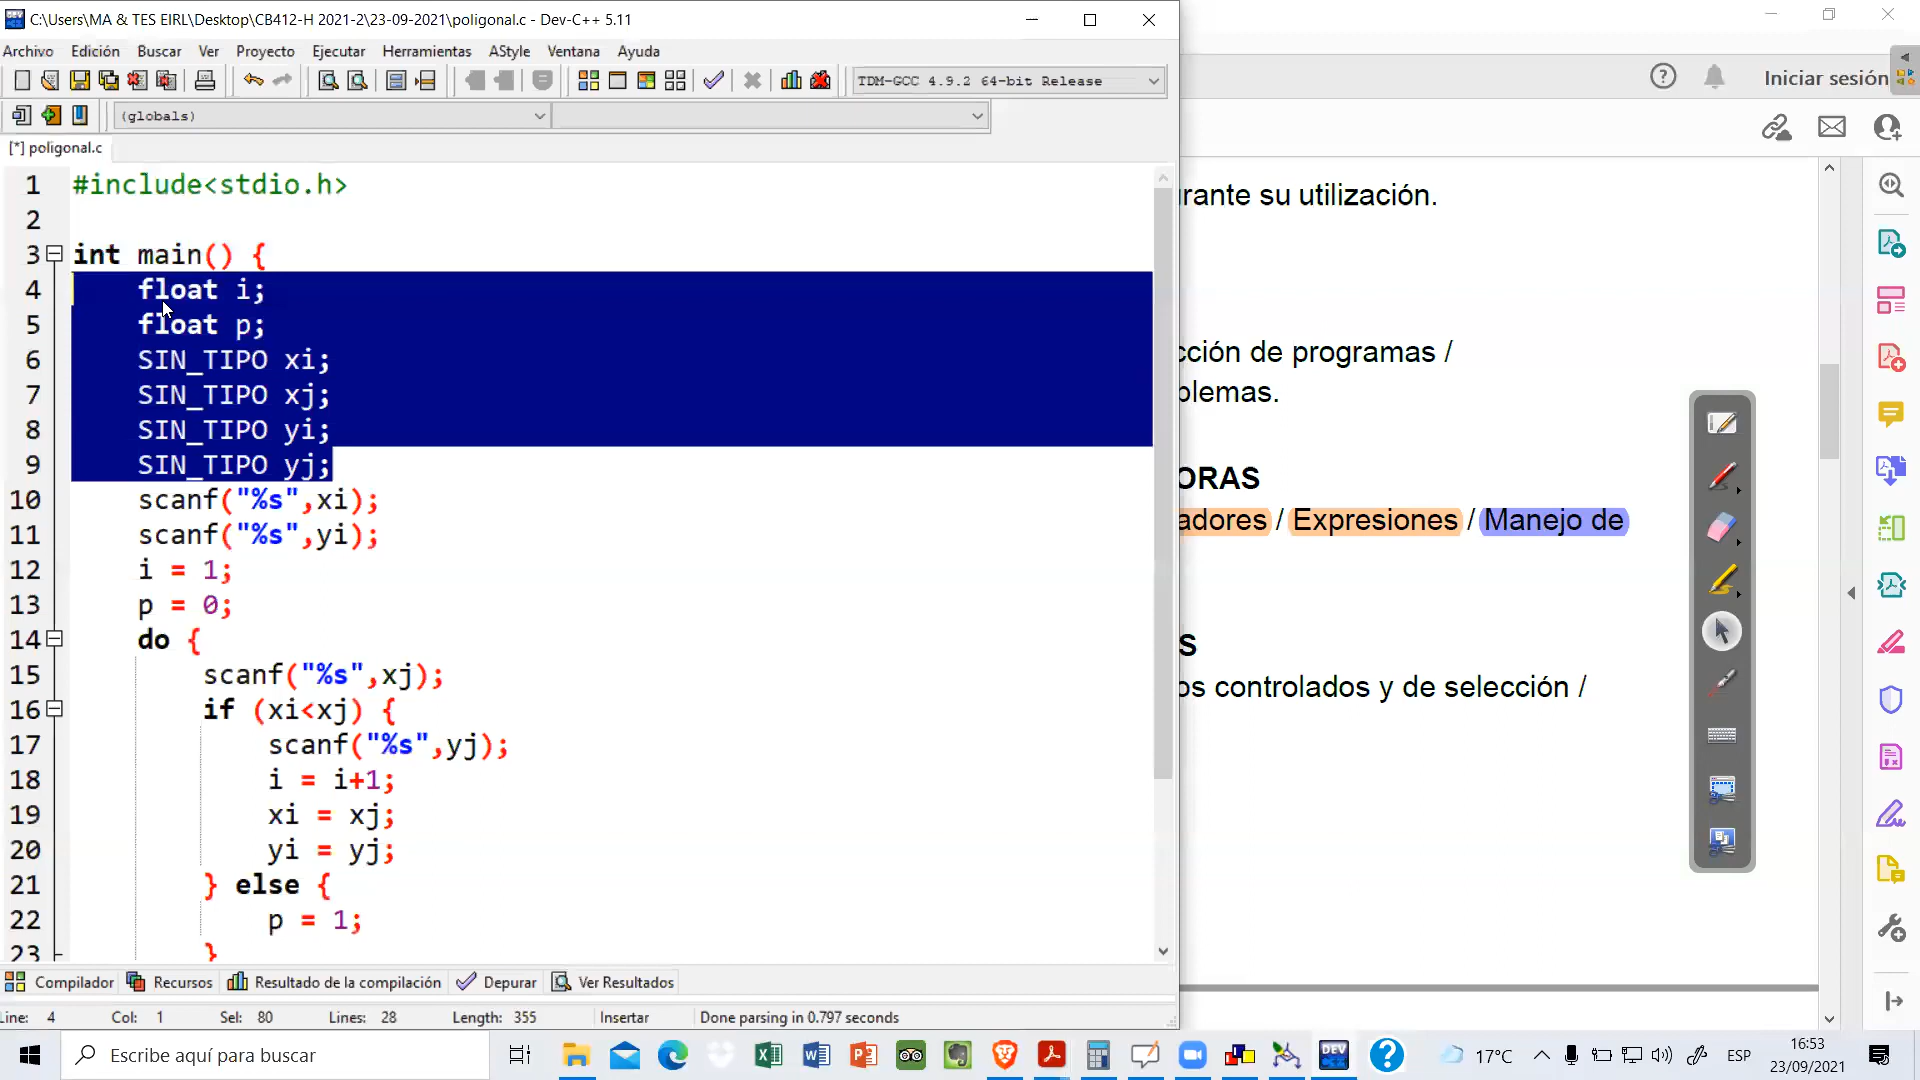 C:\Users\MA & TES EIRL\Desktop\CB412-H 2021-2\23-09-2021\poligonal.c - Dev-C++ 5.11
Archivo Edición Buscar Ver Proyecto Ejecutar Herramientas AStyle Ventana Ayuda
TDM-GCC 4.9.2 64-bit Release
(globals)
[*] poligonal.c
1 #include<stdio.h>
2
3 int main() {
4 float i;
5 float p;
6 SIN_TIPO xi;
7 SIN_TIPO xj;
8 SIN_TIPO yi;
9 SIN_TIPO yj;
10 scanf("%s",xi);
11 scanf("%s",yi);
12 i = 1;
13 p = 0;
14 do {
15 scanf("%s",xj);
16 if (xi<xj) {
17 scanf("%s",yj);
18 i = i+1;
19 xi = xj;
20 yi = yj;
21 } else {
22 p = 1;
23 }
Compilador Recursos Resultado de la compilación Depurar Ver Resultados
Line: 4 Col: 1 Sel: 80 Lines: 28 Length: 355 Insertar Done parsing in 0.797 seconds
Iniciar sesión
rante su utilización.
cción de programas /
blemas.
ORAS
adores / Expresiones / Manejo de
S
os controlados y de selección /
Escribe aquí para buscar
DEV
17°C
ESP
16:53
23/09/2021